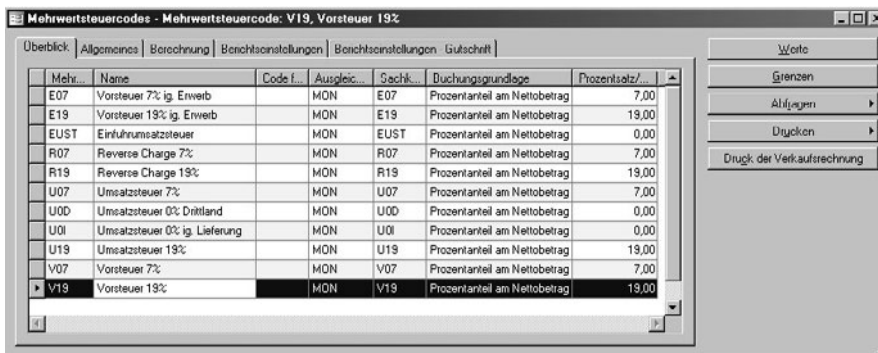 Mehrwertsteuercodes - Mehrwertsteuercode: V19, Vorsteuer 19%
Überblick Allgemeines Berechnung Berichtseinstellungen Berichtseinstellungen - Gutschrift
Mehr... Name Code f... Ausgleic... Sachk... Buchungsgrundlage Prozentsatz/...
E07 Vorsteuer 7% ig. Erwerb MON E07 Prozentanteil am Nettobetrag 7,00
E19 Vorsteuer 19% ig. Erwerb MON E19 Prozentanteil am Nettobetrag 19,00
EUST Einfuhrumsatzsteuer MON EUST Prozentanteil am Nettobetrag 0,00
R07 Reverse Charge 7% MON R07 Prozentanteil am Nettobetrag 7,00
R19 Reverse Charge 19% MON R19 Prozentanteil am Nettobetrag 19,00
U07 Umsatzsteuer 7% MON U07 Prozentanteil am Nettobetrag 7,00
U0D Umsatzsteuer 0% Drittland MON U0D Prozentanteil am Nettobetrag 0,00
U0I Umsatzsteuer 0% ig. Lieferung MON U0I Prozentanteil am Nettobetrag 0,00
U19 Umsatzsteuer 19% MON U19 Prozentanteil am Nettobetrag 19,00
V07 Vorsteuer 7% MON V07 Prozentanteil am Nettobetrag 7,00
V19 Vorsteuer 19% MON V19 Prozentanteil am Nettobetrag 19,00
Werte
Grenzen
Abfragen
Drucken
Druck der Verkaufsrechnung